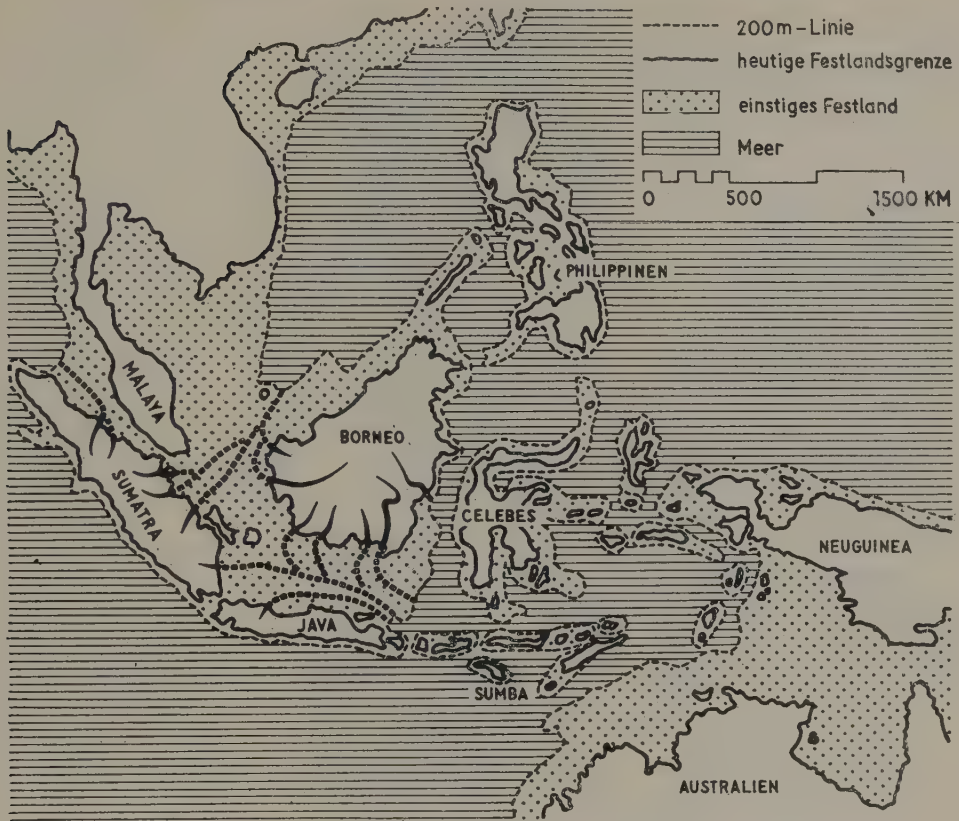 200m-Linie
heutige Festlandsgrenze
einstiges Festland
Meer
0 500 1500 KM
PHILIPPINEN
MALAYA
BORNEO
SUMATRA
CELEBES
NEUGUINEA
JAVA
SUMBA
AUSTRALIEN